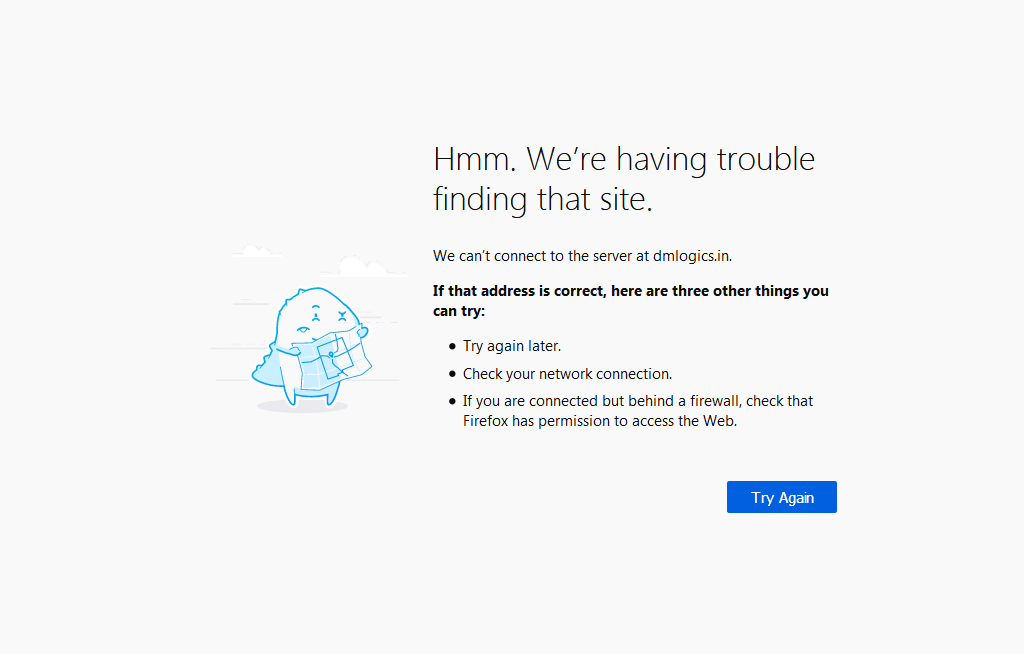 Hmm. We’re having trouble
finding that site.
We can’t connect to the server at dmlogics.in.
If that address is correct, here are three other things you
can try:
• Try again later.
• Check your network connection.
• If you are connected but behind a firewall, check that
Firefox has permission to access the Web.
Try Again